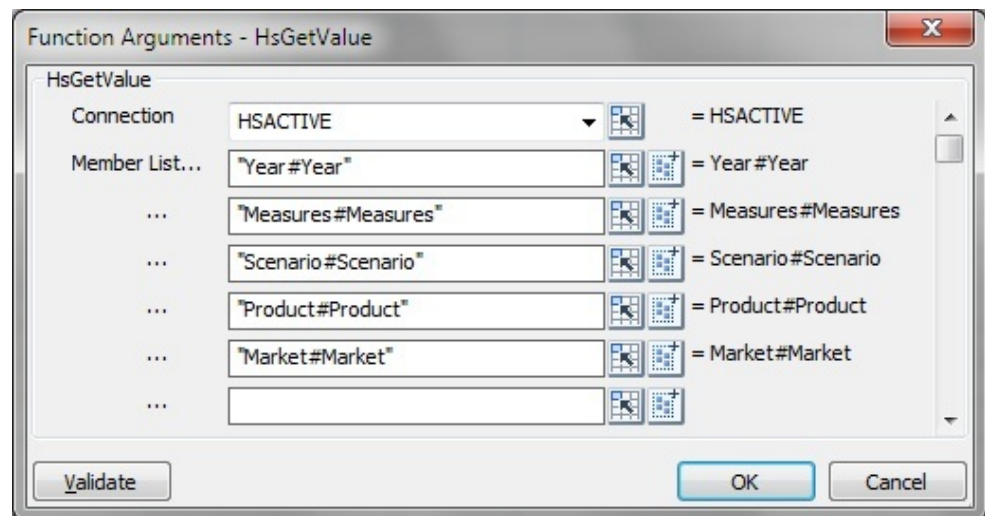 Function Arguments - HsGetValue
HsGetValue
Connection HSACTIVE = HSACTIVE
Member List... "Year#Year" = Year#Year
... "Measures#Measures" = Measures#Measures
... "Scenario#Scenario" = Scenario#Scenario
... "Product#Product" = Product#Product
... "Market#Market" = Market#Market
...
Validate OK Cancel